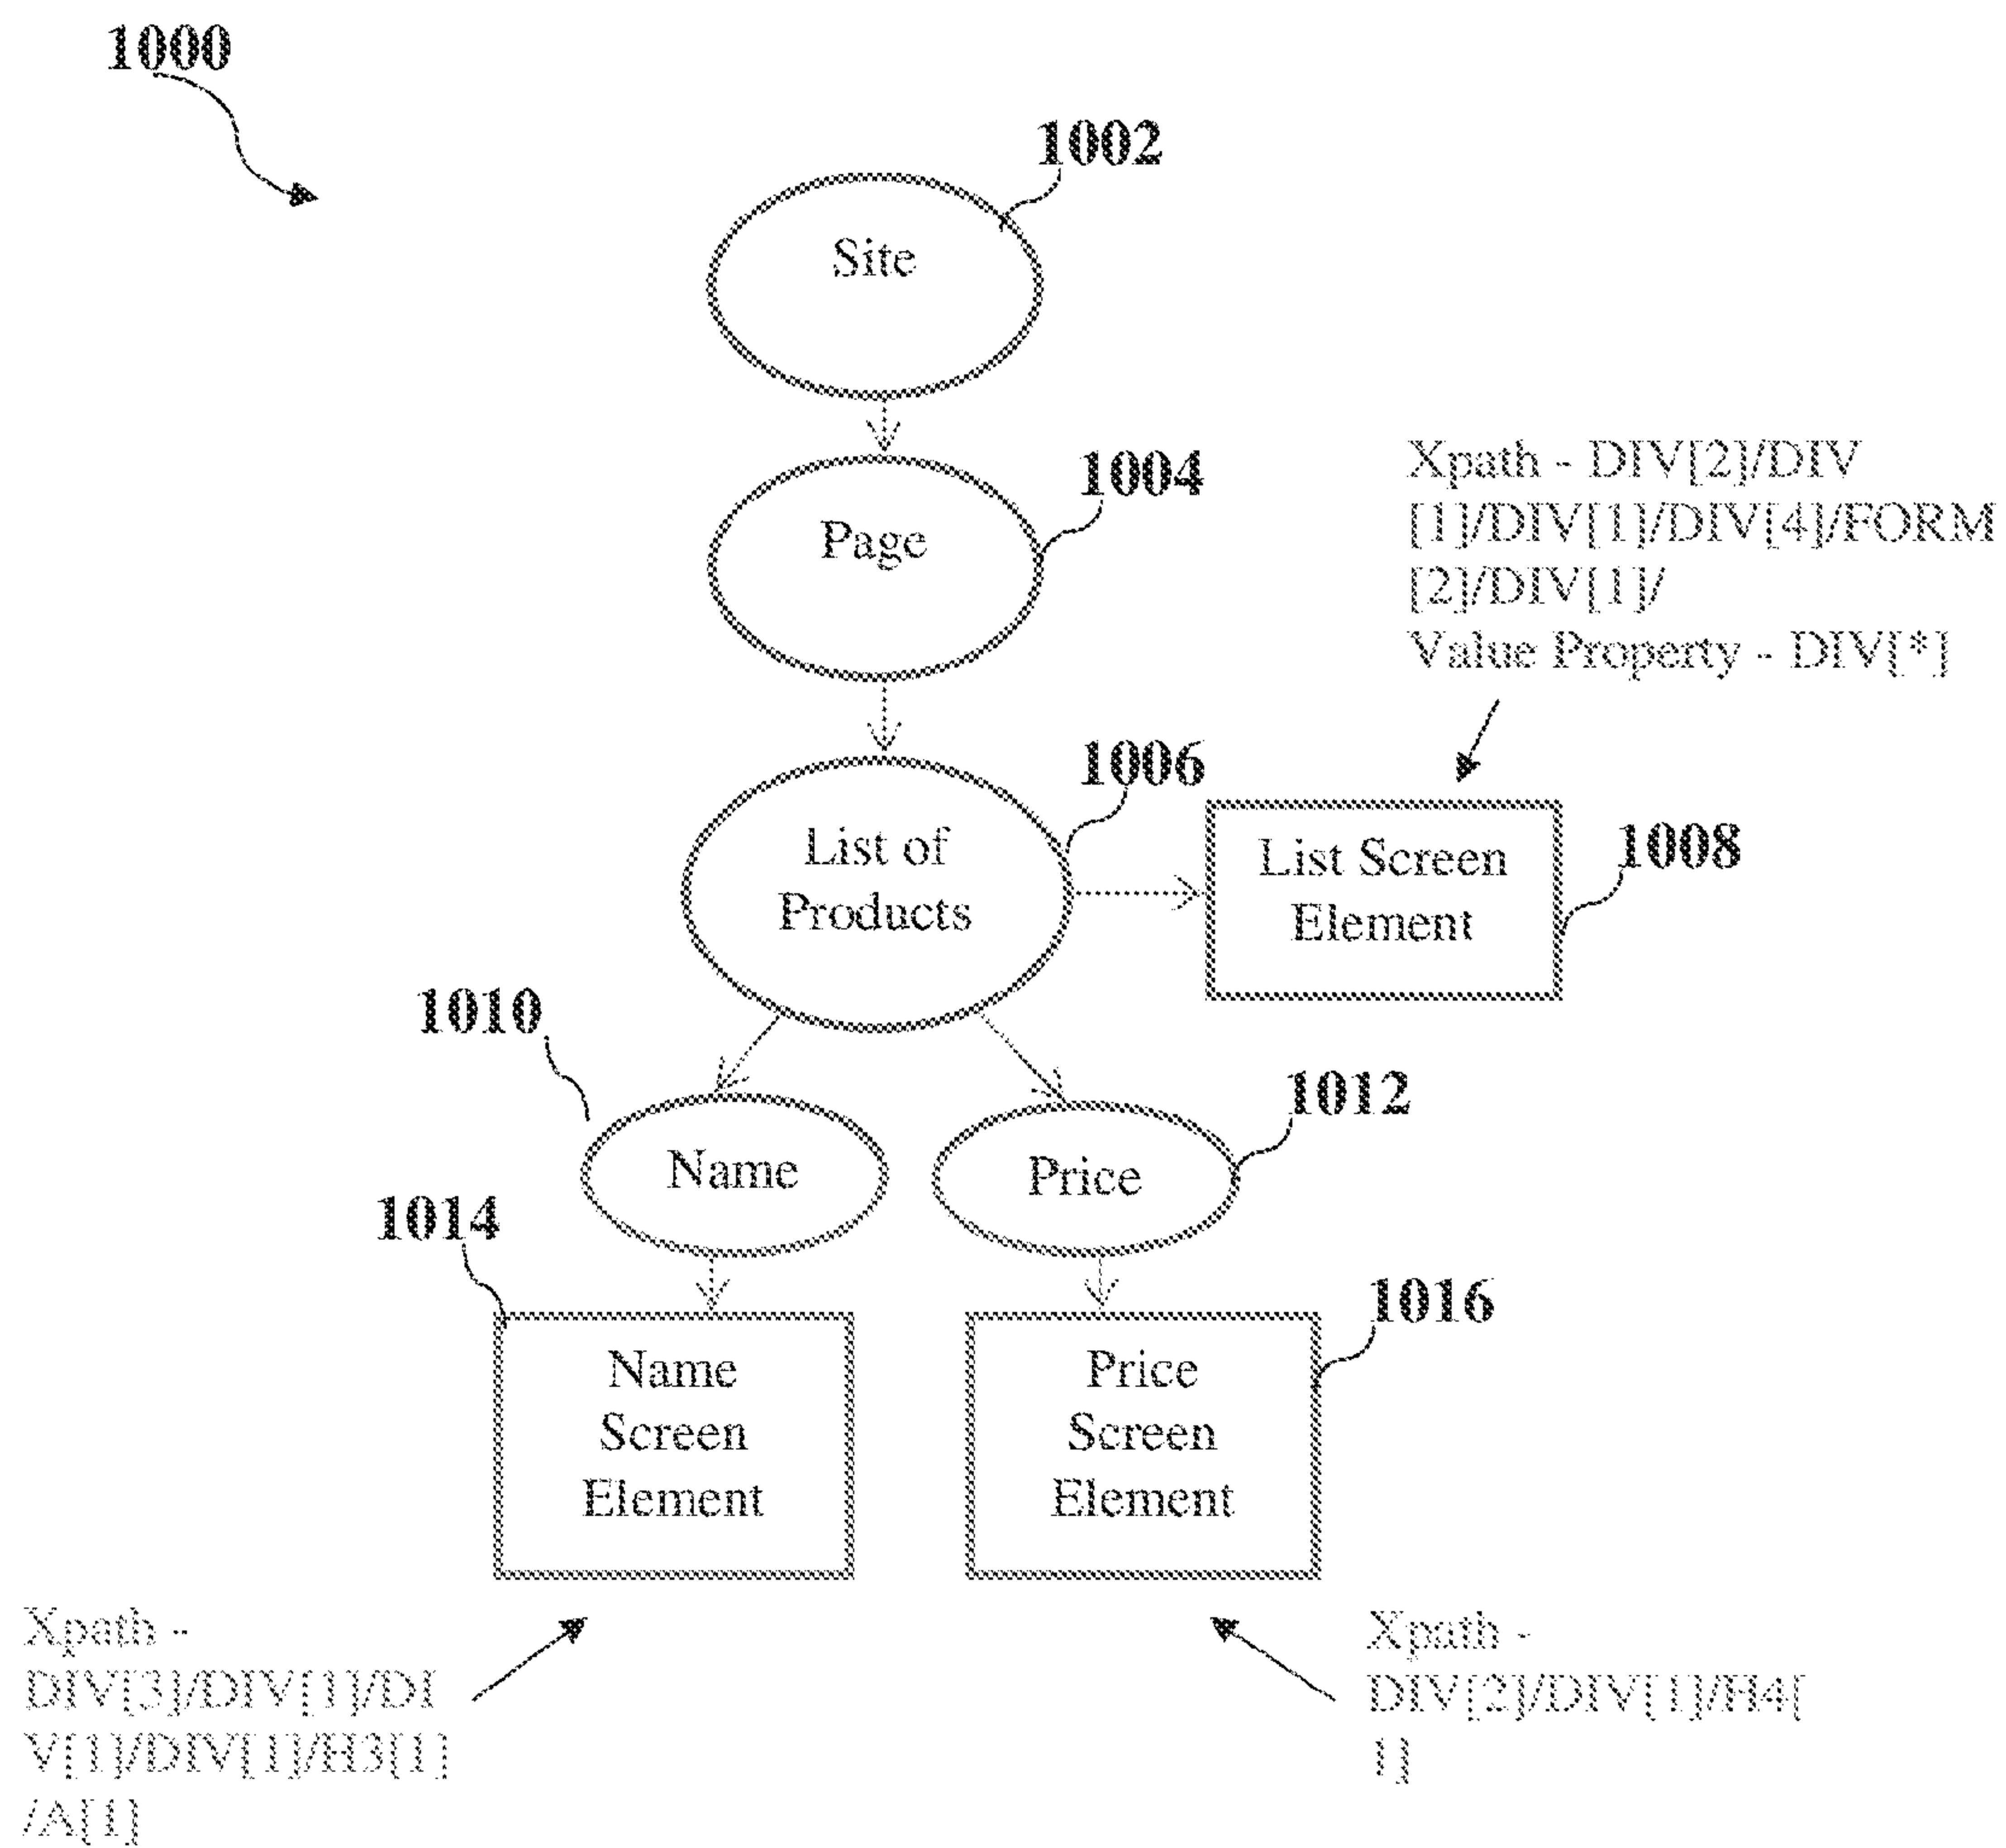 1000
1002
Site
1004
Page
Xpath - DIV[2]/DIV
[1]/DIV[1]/DIV[4]/FORM
[2]/DIV[1]/
Value Property - DIV[*]
1006
List of
Products
1008
List Screen
Element
1010
Name
1012
Price
1014
Name
Screen
Element
1016
Price
Screen
Element
Xpath -
DIV[3]/DIV[1]/DI
V[1]/DIV[1]/H3[1]
/A[1]
Xpath -
DIV[2]/DIV[1]/H4[
1]